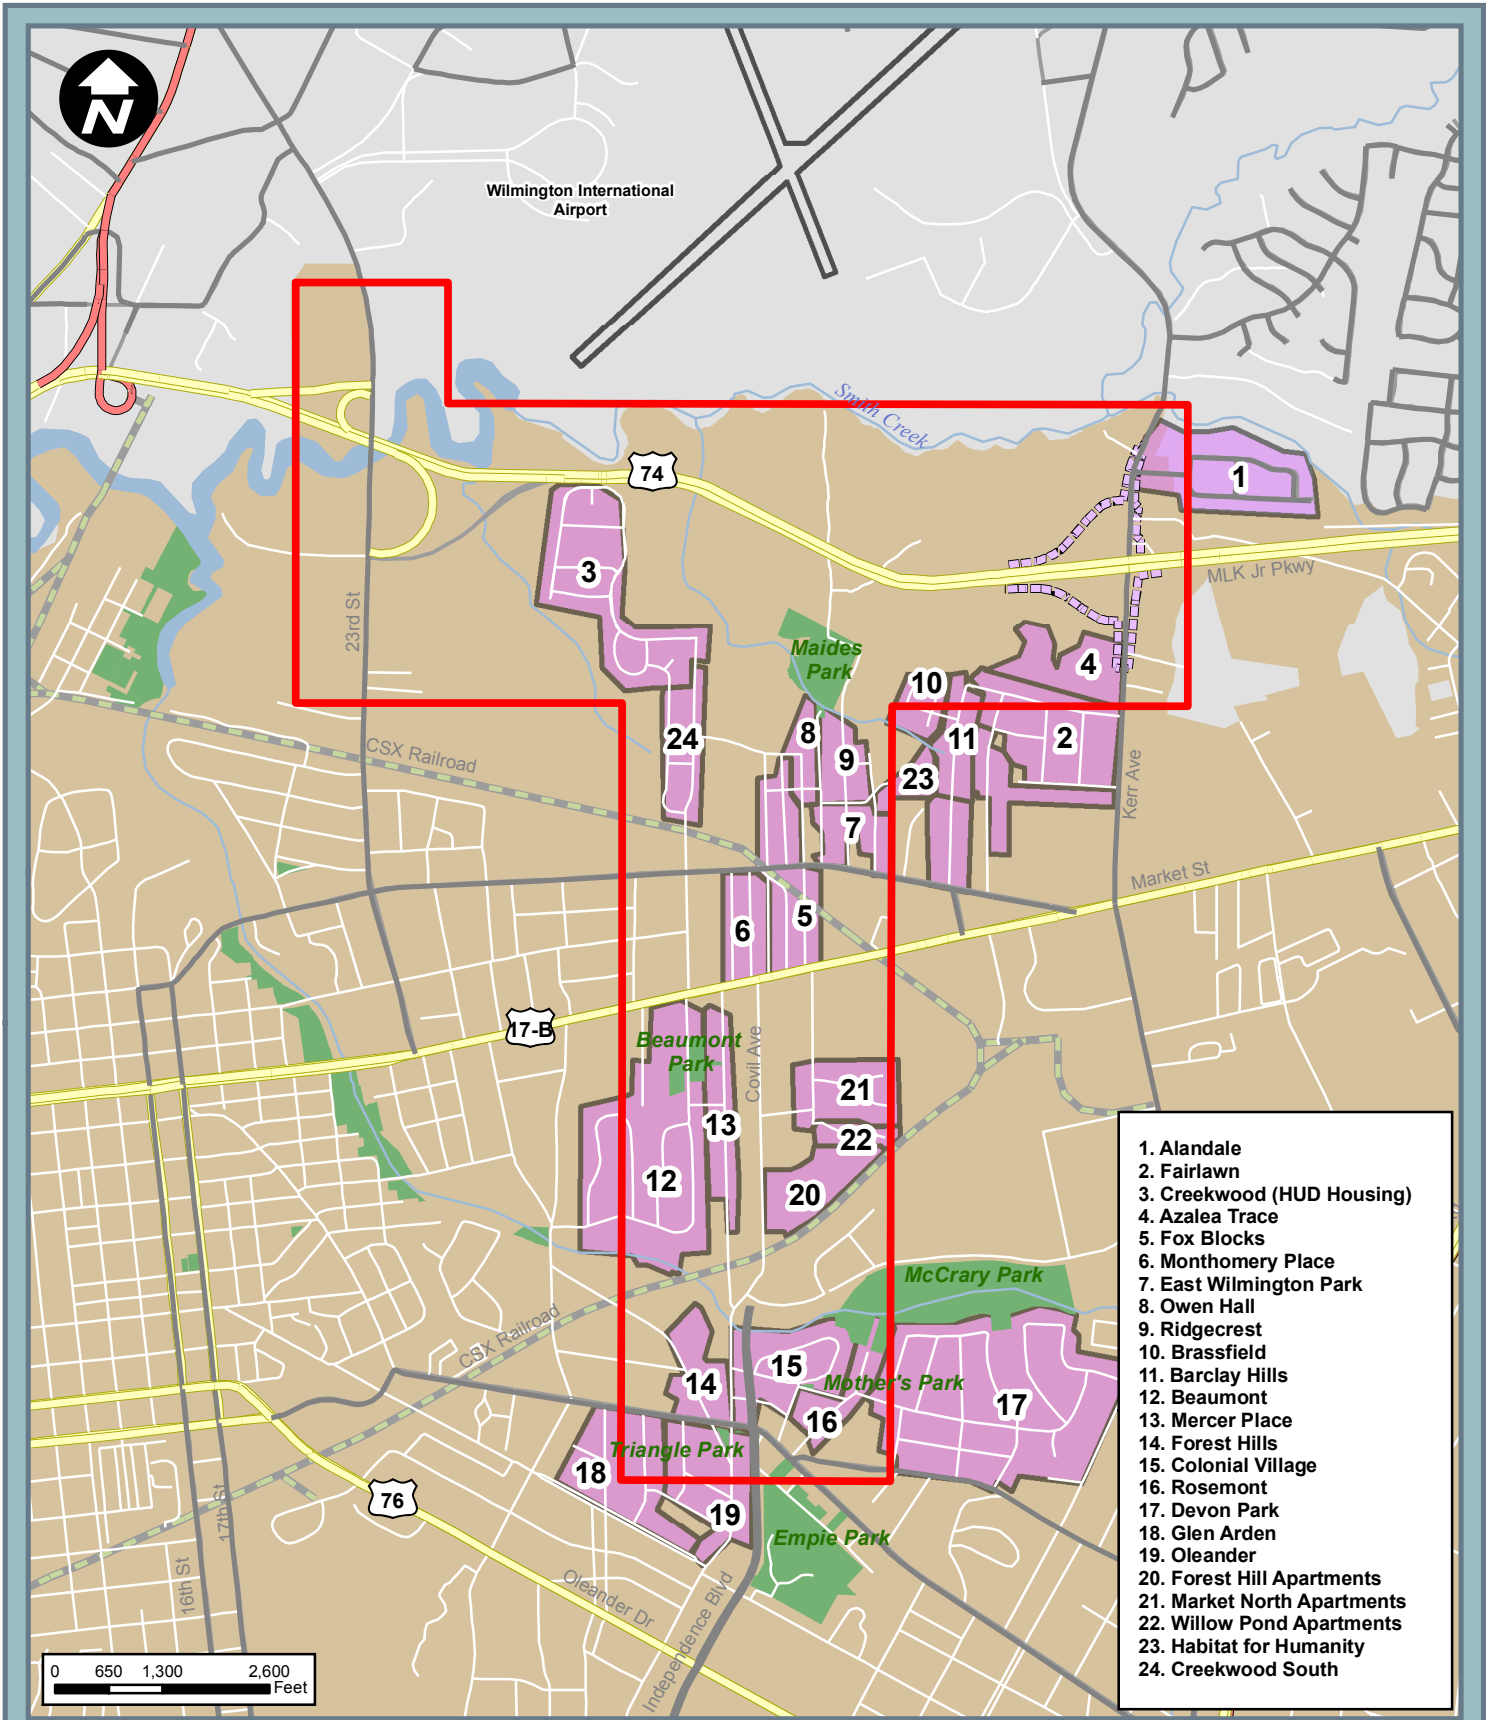 N
Wilmington International
Airport
Smith Creek
74
1
MLK Jr Pkwy
3
23rd St
Maides
Park
4
10
24
8
11
2
9
23
CSX Railroad
Kerr Ave
7
Market St
5
6
17-B
Beaumont
Park
Covil Ave
21
13
22
12
20
McCrary Park
CSX Railroad
15
14
Mother's Park
17
16
Triangle Park
18
76
19
17th St
Empie Park
16th St
Oleander Dr
Independence Blvd
1. Alandale
2. Fairlawn
3. Creekwood (HUD Housing)
4. Azalea Trace
5. Fox Blocks
6. Monthomery Place
7. East Wilmington Park
8. Owen Hall
9. Ridgecrest
10. Brassfield
11. Barclay Hills
12. Beaumont
13. Mercer Place
14. Forest Hills
15. Colonial Village
16. Rosemont
17. Devon Park
18. Glen Arden
19. Oleander
20. Forest Hill Apartments
21. Market North Apartments
22. Willow Pond Apartments
23. Habitat for Humanity
24. Creekwood South
0 650 1,300 2,600
Feet